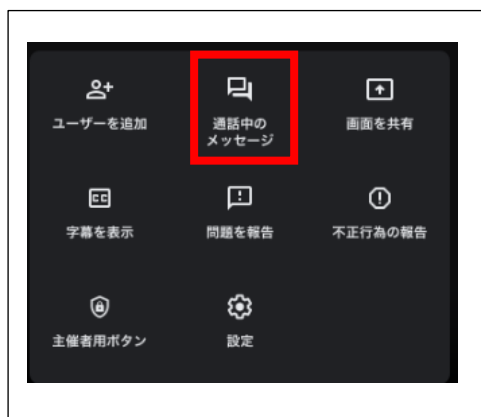 ユーザーを追加
通話中の
メッセージ
画面を共有
字幕を表示
問題を報告
不正行為の報告
主催者用ボタン
設定